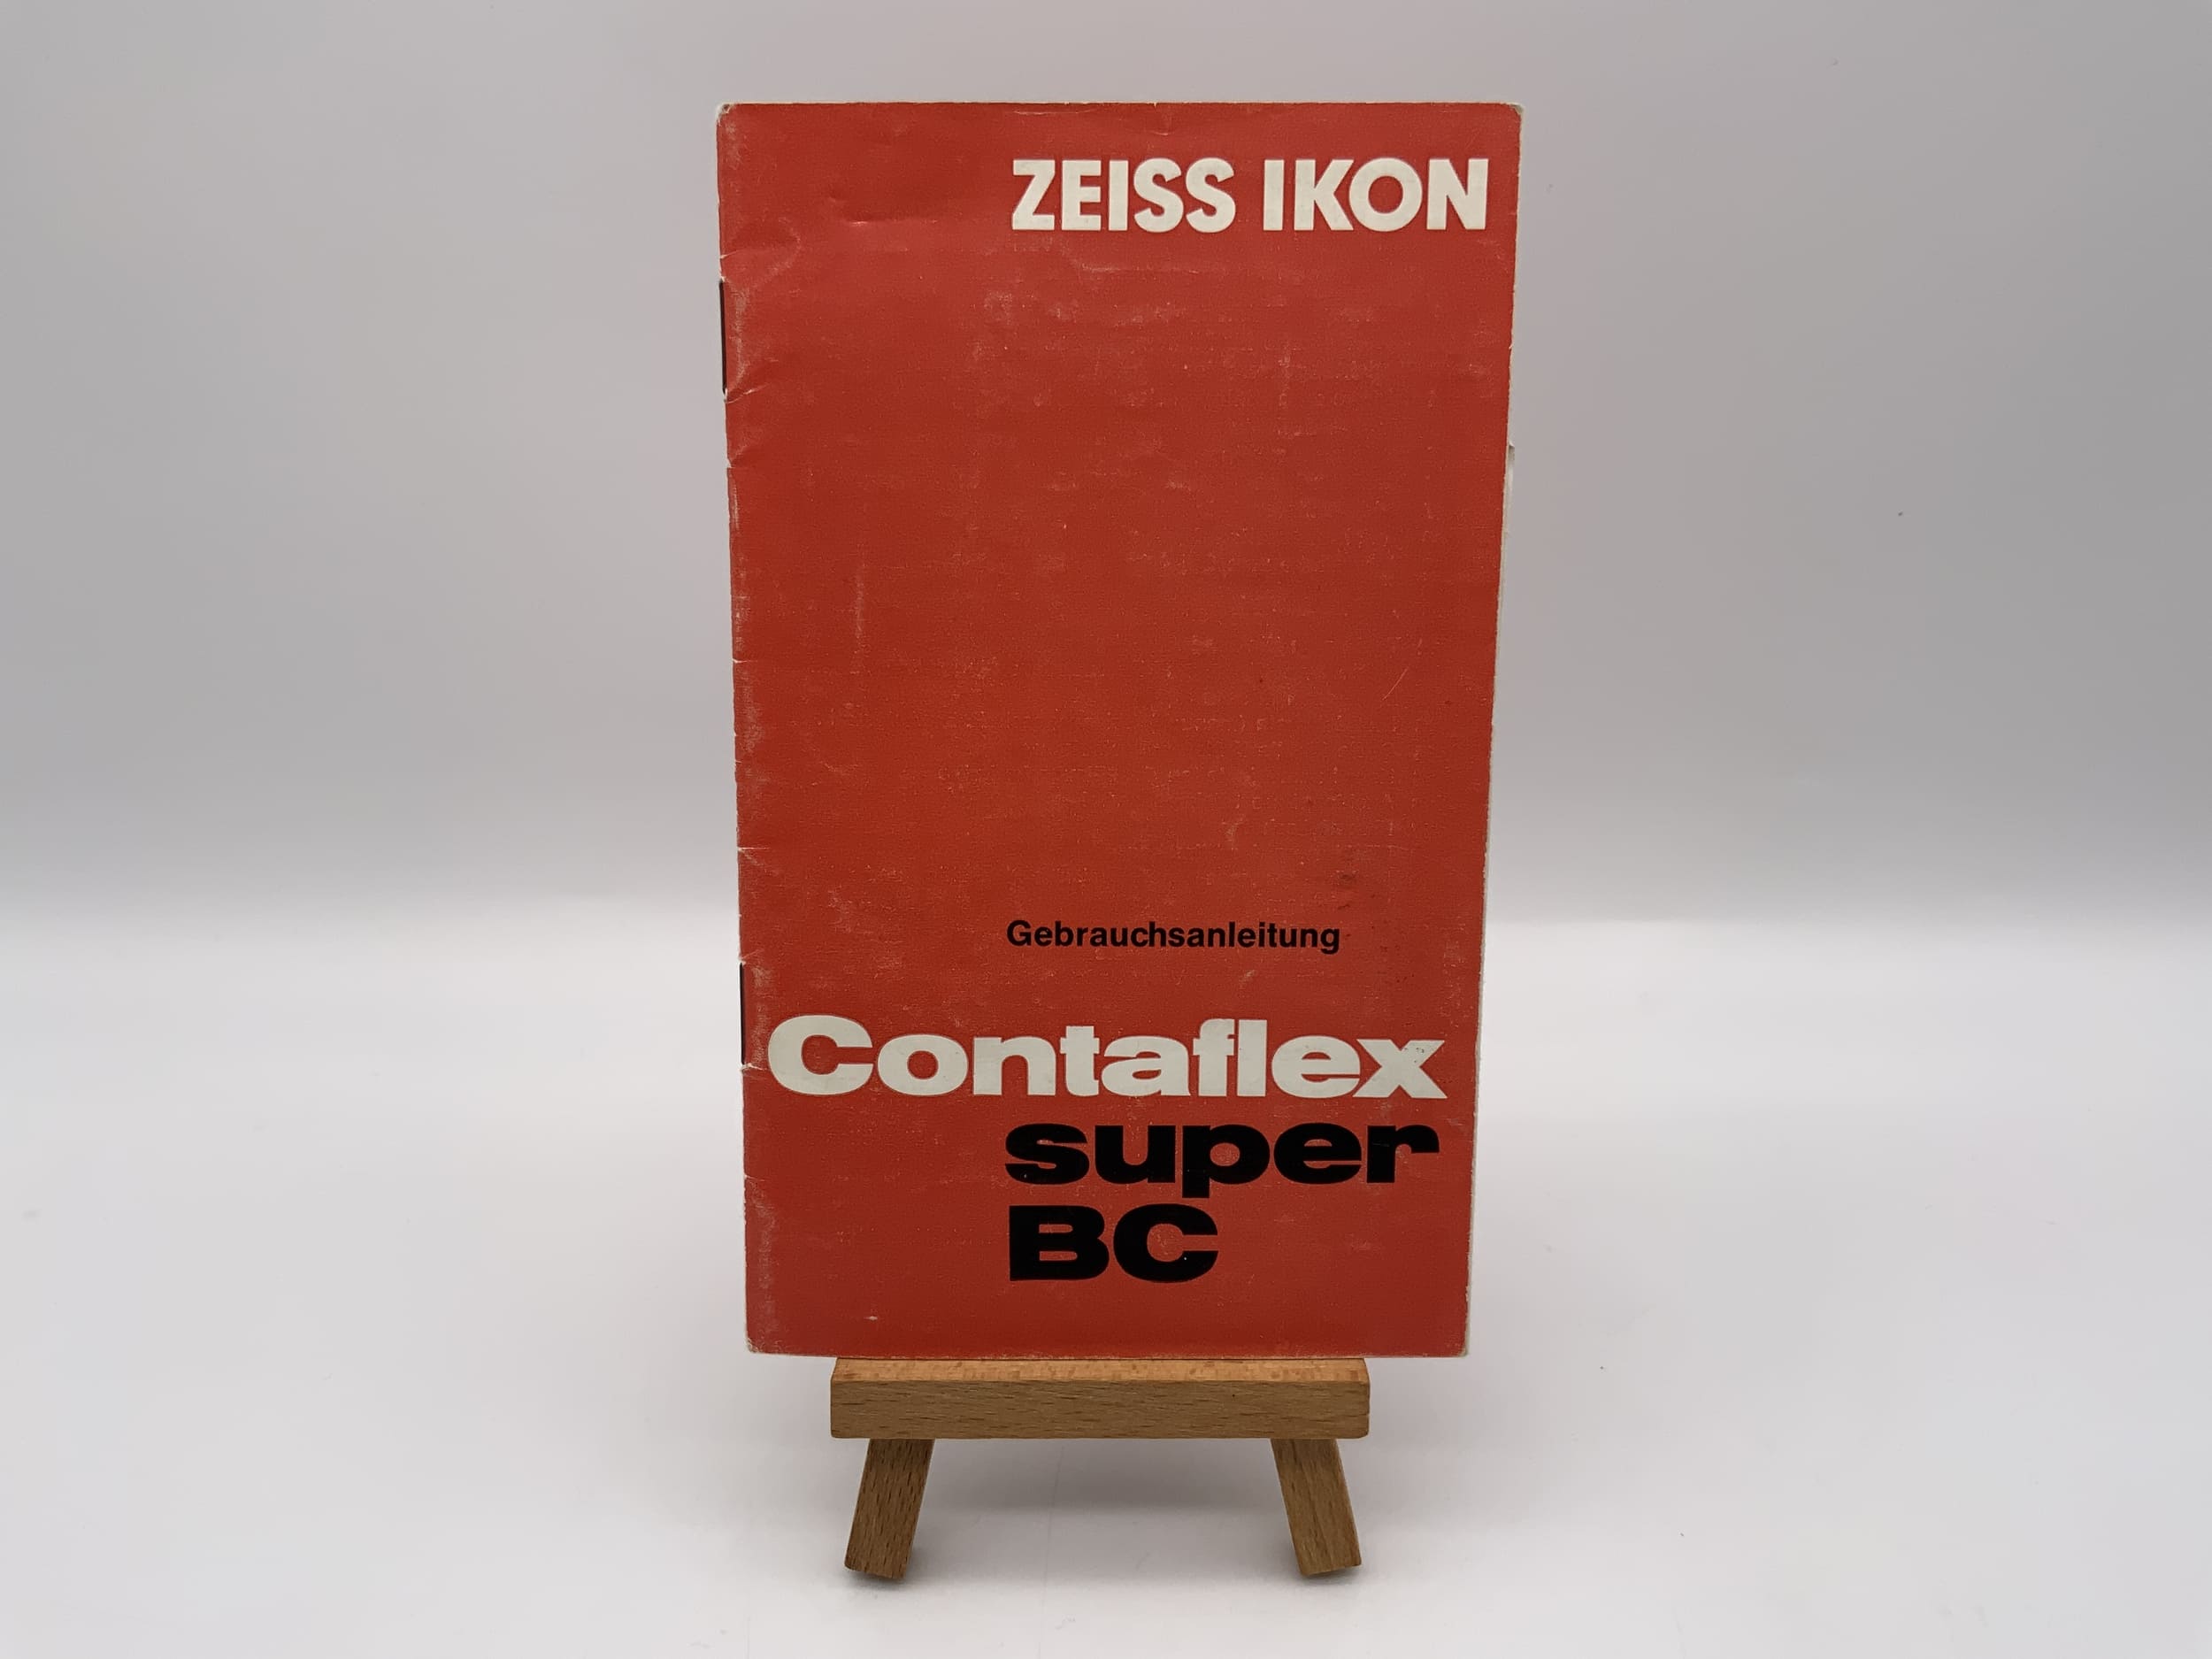 ZEISS IKON
Gebrauchsanleitung
Contaflex
super
BC